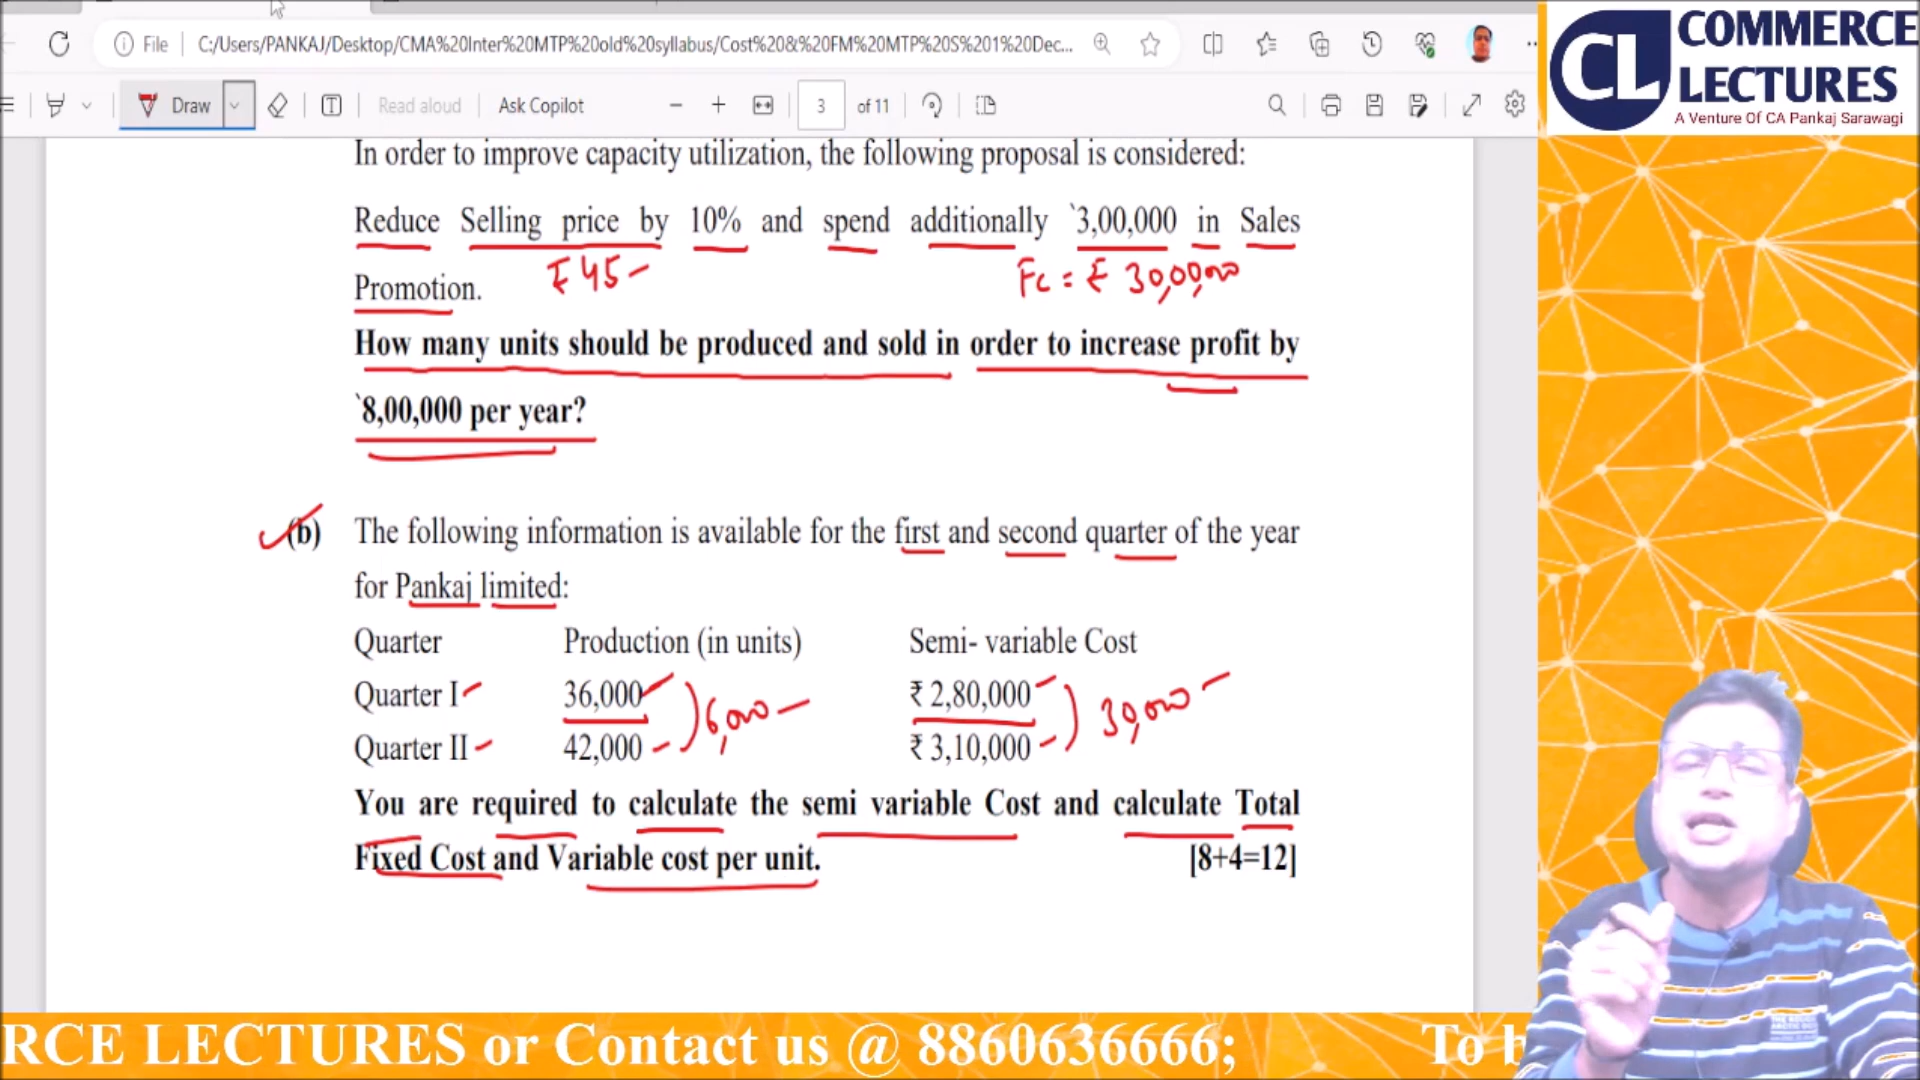 File C:/Users/PANKAJ/Desktop/CMA%20Inter%20MTP%20old%20syllabus/Cost%20&%20FM%20MTP%20S%201%20Dec...
Draw Read aloud Ask Copilot 3 of 11
CL COMMERCE
LECTURES
A Venture Of CA Pankaj Sarawagi
In order to improve capacity utilization, the following proposal is considered:
Reduce Selling price by 10% and spend additionally `3,00,000 in Sales
₹ 45 Fc = ₹ 30,00,000
Promotion.
How many units should be produced and sold in order to increase profit by
`8,00,000 per year?
(b) The following information is available for the first and second quarter of the year
for Pankaj limited:
Quarter Production (in units) Semi- variable Cost
Quarter I 36,000 ₹ 2,80,000
6,000 30,000
Quarter II 42,000 ₹ 3,10,000
You are required to calculate the semi variable Cost and calculate Total
Fixed Cost and Variable cost per unit. [8+4=12]
RCE LECTURES or Contact us @ 8860636666; To b